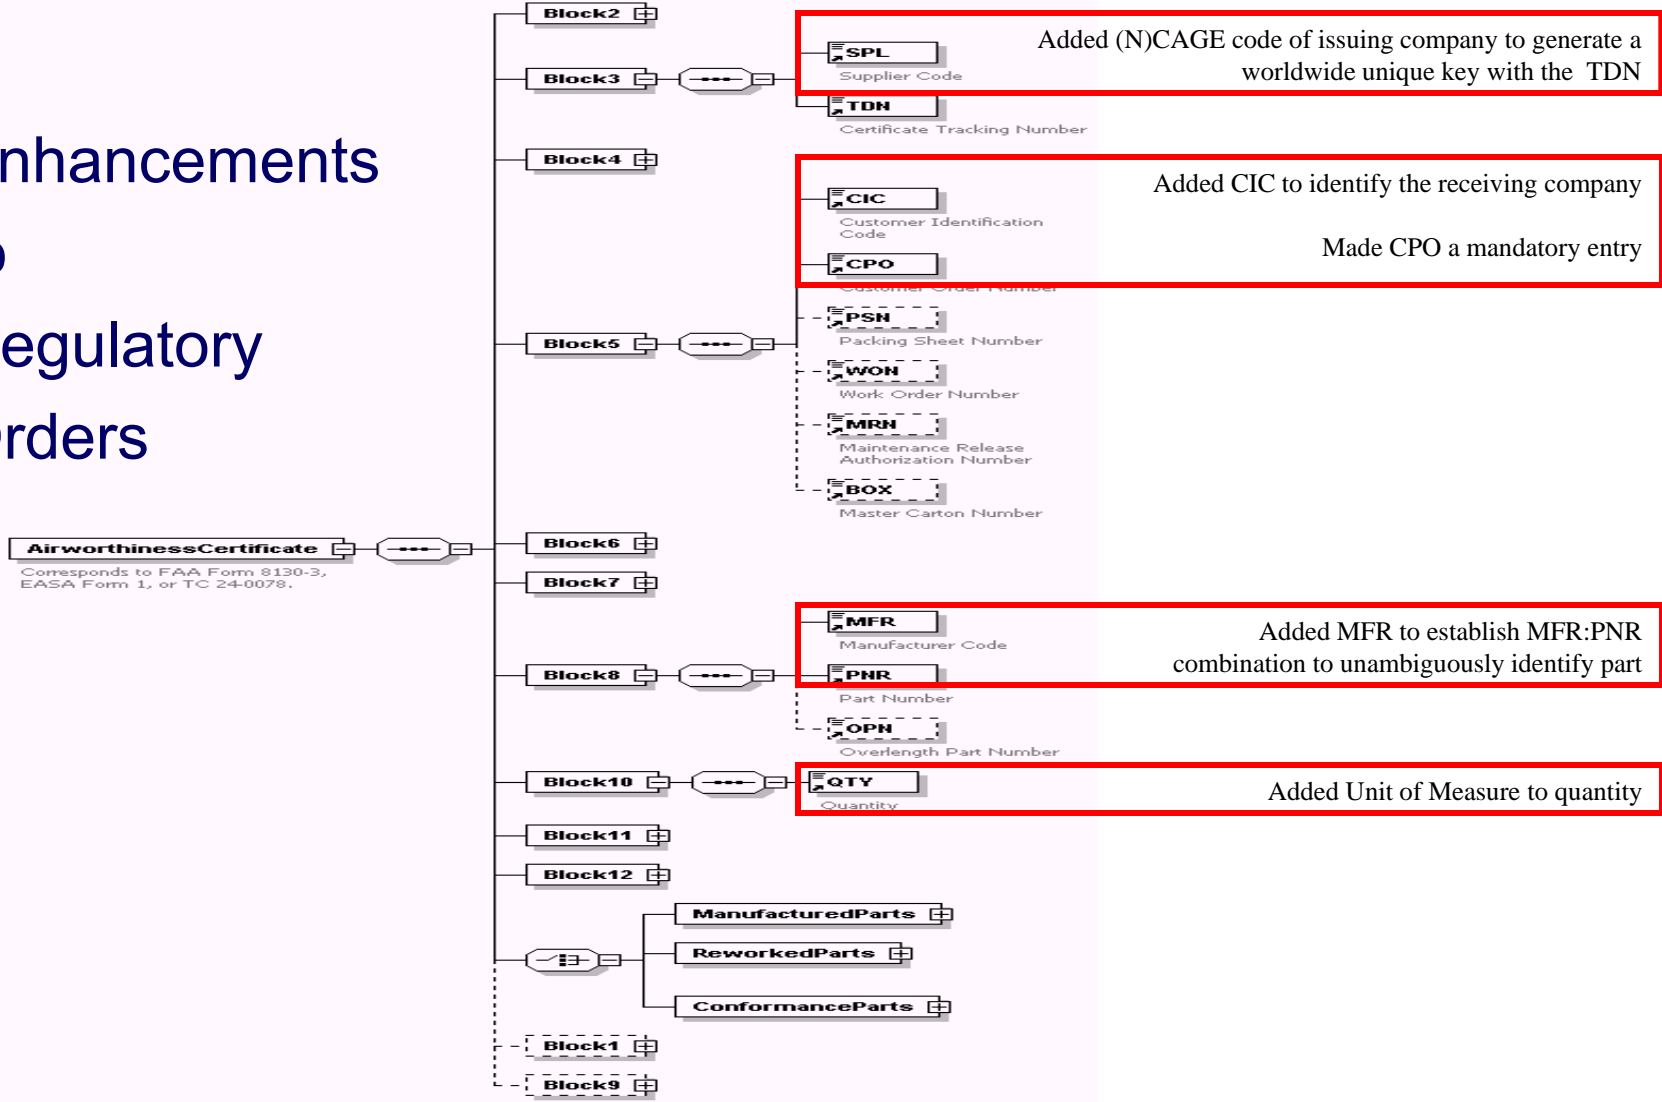 nhancements
o
egulatory
Orders
AirworthinessCertificate
Corresponds to FAA Form 8130-3,
EASA Form 1, or TC 24-0078.
Block2
Block3
SPL
Supplier Code
TDN
Certificate Tracking Number
Added (N)CAGE code of issuing company to generate a
worldwide unique key with the TDN
Block4
Block5
CIC
Customer Identification
Code
CPO
Customer Order Number
Added CIC to identify the receiving company
Made CPO a mandatory entry
PSN
Packing Sheet Number
WON
Work Order Number
MRN
Maintenance Release
Authorization Number
BOX
Master Carton Number
Block6
Block7
Block8
MFR
Manufacturer Code
PNR
Part Number
OPN
Overlength Part Number
Added MFR to establish MFR:PNR
combination to unambiguously identify part
Block10
QTY
Quantity
Added Unit of Measure to quantity
Block11
Block12
ManufacturedParts
ReworkedParts
ConformanceParts
Block1
Block9